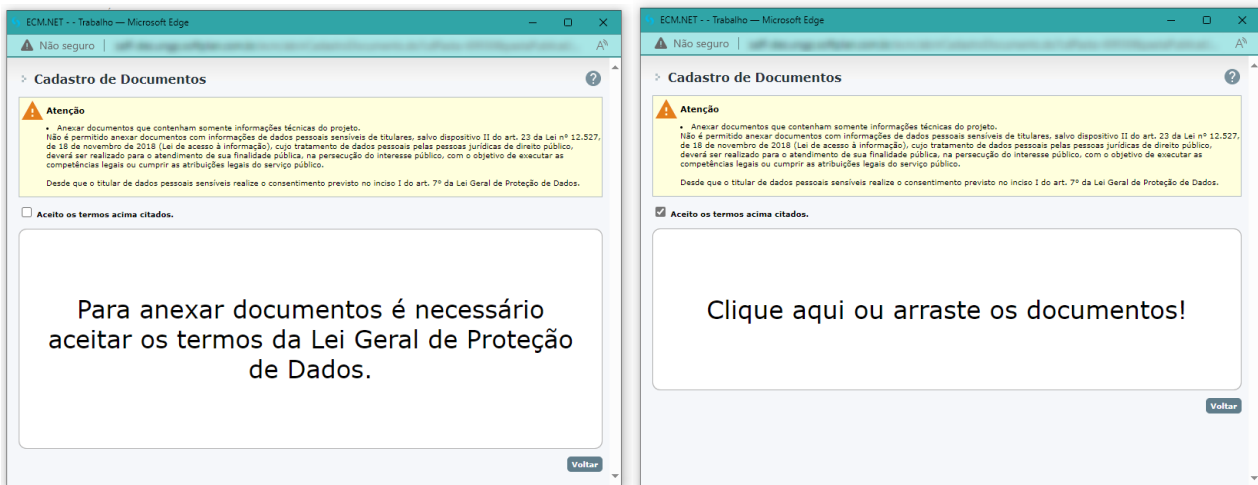 ECM.NET - - Trabalho — Microsoft Edge
Não seguro
Cadastro de Documentos
Atenção
• Anexar documentos que contenham somente informações técnicas do projeto.
Não é permitido anexar documentos com informações de dados pessoais sensíveis de titulares, salvo dispositivo II do art. 23 da Lei nº 12.527,
de 18 de novembro de 2018 (Lei de acesso à informação), cujo tratamento de dados pessoais pelas pessoas jurídicas de direito público,
deverá ser realizado para o atendimento de sua finalidade pública, na persecução do interesse público, com o objetivo de executar as
competências legais ou cumprir as atribuições legais do serviço público.
Desde que o titular de dados pessoais sensíveis realize o consentimento previsto no inciso I do art. 7º da Lei Geral de Proteção de Dados.
Aceito os termos acima citados.
Para anexar documentos é necessário
aceitar os termos da Lei Geral de Proteção
de Dados.
Voltar
ECM.NET - - Trabalho — Microsoft Edge
Não seguro
Cadastro de Documentos
Atenção
• Anexar documentos que contenham somente informações técnicas do projeto.
Não é permitido anexar documentos com informações de dados pessoais sensíveis de titulares, salvo dispositivo II do art. 23 da Lei nº 12.527,
de 18 de novembro de 2018 (Lei de acesso à informação), cujo tratamento de dados pessoais pelas pessoas jurídicas de direito público,
deverá ser realizado para o atendimento de sua finalidade pública, na persecução do interesse público, com o objetivo de executar as
competências legais ou cumprir as atribuições legais do serviço público.
Desde que o titular de dados pessoais sensíveis realize o consentimento previsto no inciso I do art. 7º da Lei Geral de Proteção de Dados.
Aceito os termos acima citados.
Clique aqui ou arraste os documentos!
Voltar